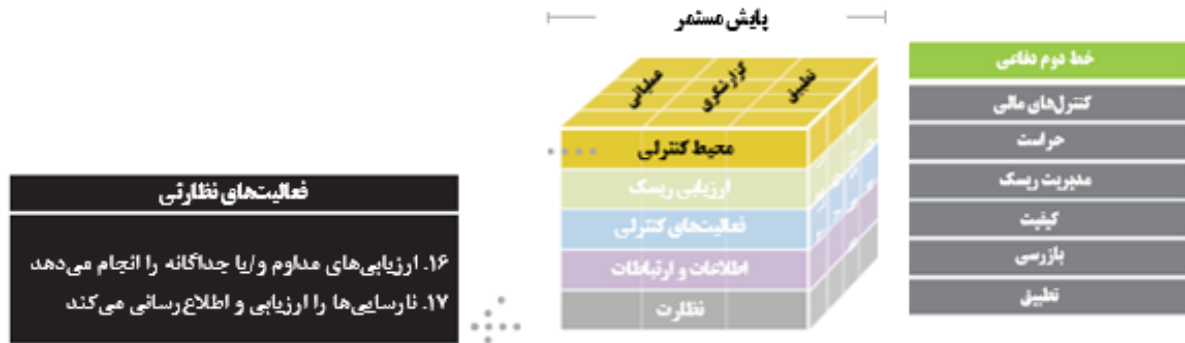 پایش مستمر
خط دوم دفاعی
کنترل‌های مالی
حراست
مدیریت ریسک
کیفیت
بازرسی
تطبیق
عملیاتی
گزارشگری
تطبیق
محیط کنترلی
ارزیابی ریسک
فعالیت‌های کنترلی
اطلاعات و ارتباطات
نظارت
فعالیت‌های نظارتی
۱۶. ارزیابی‌های مداوم و/یا جداگانه را انجام می‌دهد
۱۷. نارسایی‌ها را ارزیابی و اطلاع‌رسانی می‌کند